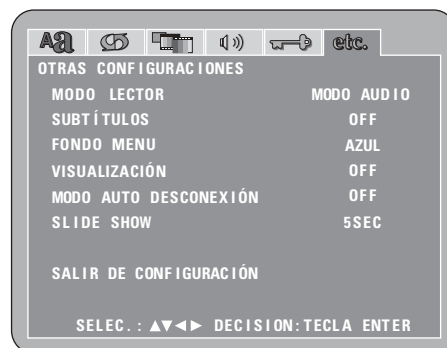 Aa etc.
OTRAS CONFIGURACIONES
MODO LECTOR MODO AUDIO
SUBTÍTULOS OFF
FONDO MENU AZUL
VISUALIZACIÓN OFF
MODO AUTO DESCONEXIÓN OFF
SLIDE SHOW 5SEC
SALIR DE CONFIGURACIÓN
SELEC.: ▲▼◄► DECISION:TECLA ENTER